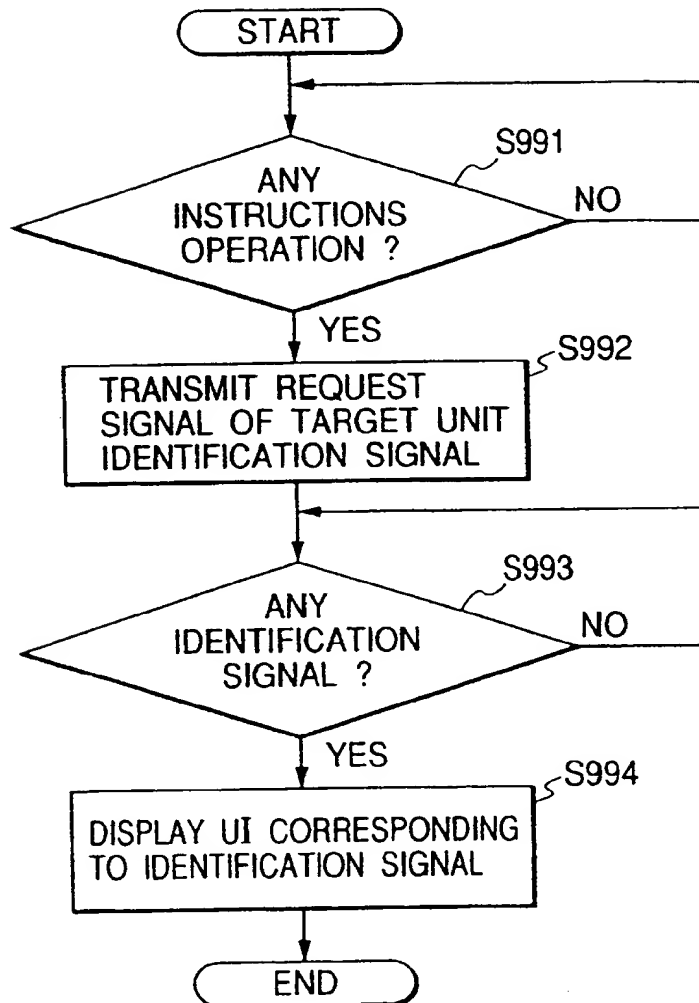 START
S991
ANY
INSTRUCTIONS
OPERATION ?
NO
YES
S992
TRANSMIT REQUEST
SIGNAL OF TARGET UNIT
IDENTIFICATION SIGNAL
S993
ANY
IDENTIFICATION
SIGNAL ?
NO
YES
S994
DISPLAY UI CORRESPONDING
TO IDENTIFICATION SIGNAL
END